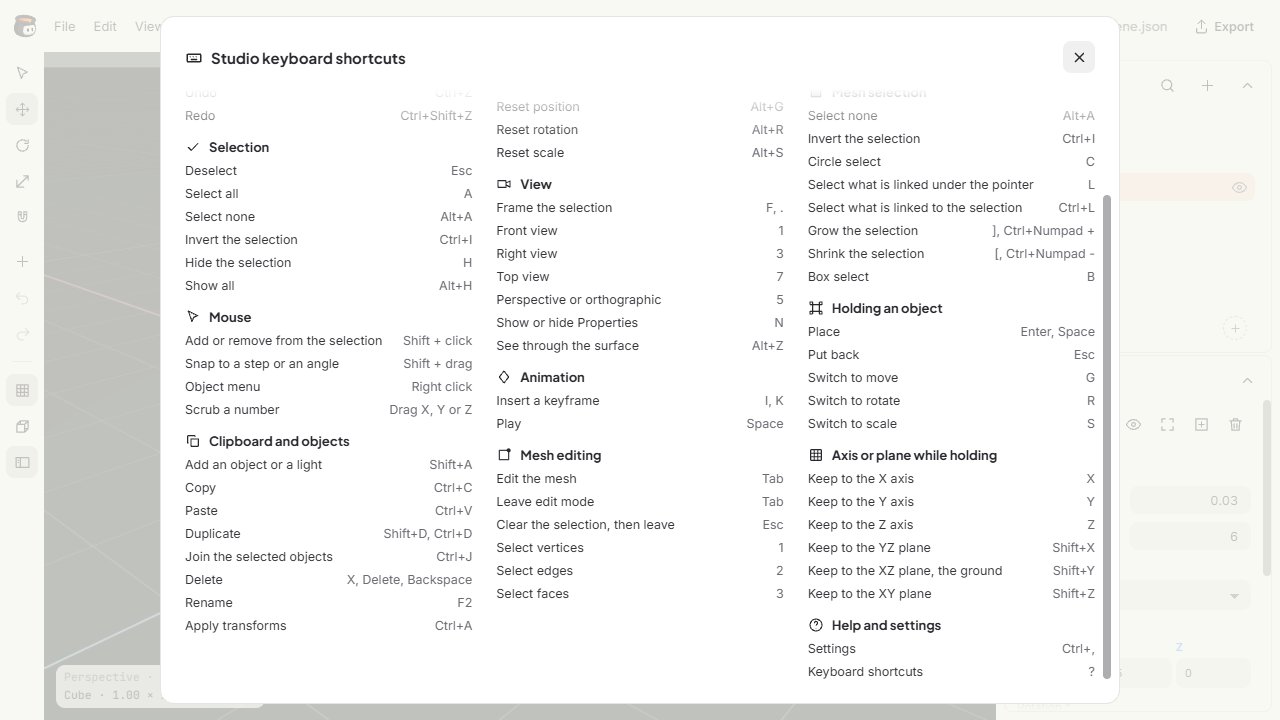 File Edit View
ene.json
Export
Studio keyboard shortcuts
Undo Ctrl+Z
Redo Ctrl+Shift+Z
Selection
Deselect Esc
Select all A
Select none Alt+A
Invert the selection Ctrl+I
Hide the selection H
Show all Alt+H
Mouse
Add or remove from the selection Shift + click
Snap to a step or an angle Shift + drag
Object menu Right click
Scrub a number Drag X, Y or Z
Clipboard and objects
Add an object or a light Shift+A
Copy Ctrl+C
Paste Ctrl+V
Duplicate Shift+D, Ctrl+D
Join the selected objects Ctrl+J
Delete X, Delete, Backspace
Rename F2
Apply transforms Ctrl+A
Reset position Alt+G
Reset rotation Alt+R
Reset scale Alt+S
View
Frame the selection F, .
Front view 1
Right view 3
Top view 7
Perspective or orthographic 5
Show or hide Properties N
See through the surface Alt+Z
Animation
Insert a keyframe I, K
Play Space
Mesh editing
Edit the mesh Tab
Leave edit mode Tab
Clear the selection, then leave Esc
Select vertices 1
Select edges 2
Select faces 3
Mesh selection
Select none Alt+A
Invert the selection Ctrl+I
Circle select C
Select what is linked under the pointer L
Select what is linked to the selection Ctrl+L
Grow the selection ], Ctrl+Numpad +
Shrink the selection [, Ctrl+Numpad -
Box select B
Holding an object
Place Enter, Space
Put back Esc
Switch to move G
Switch to rotate R
Switch to scale S
Axis or plane while holding
Keep to the X axis X
Keep to the Y axis Y
Keep to the Z axis Z
Keep to the YZ plane Shift+X
Keep to the XZ plane, the ground Shift+Y
Keep to the XY plane Shift+Z
Help and settings
Settings Ctrl+,
Keyboard shortcuts ?
0.03
6
Z
0
Perspective ·
Cube · 1.00 ×